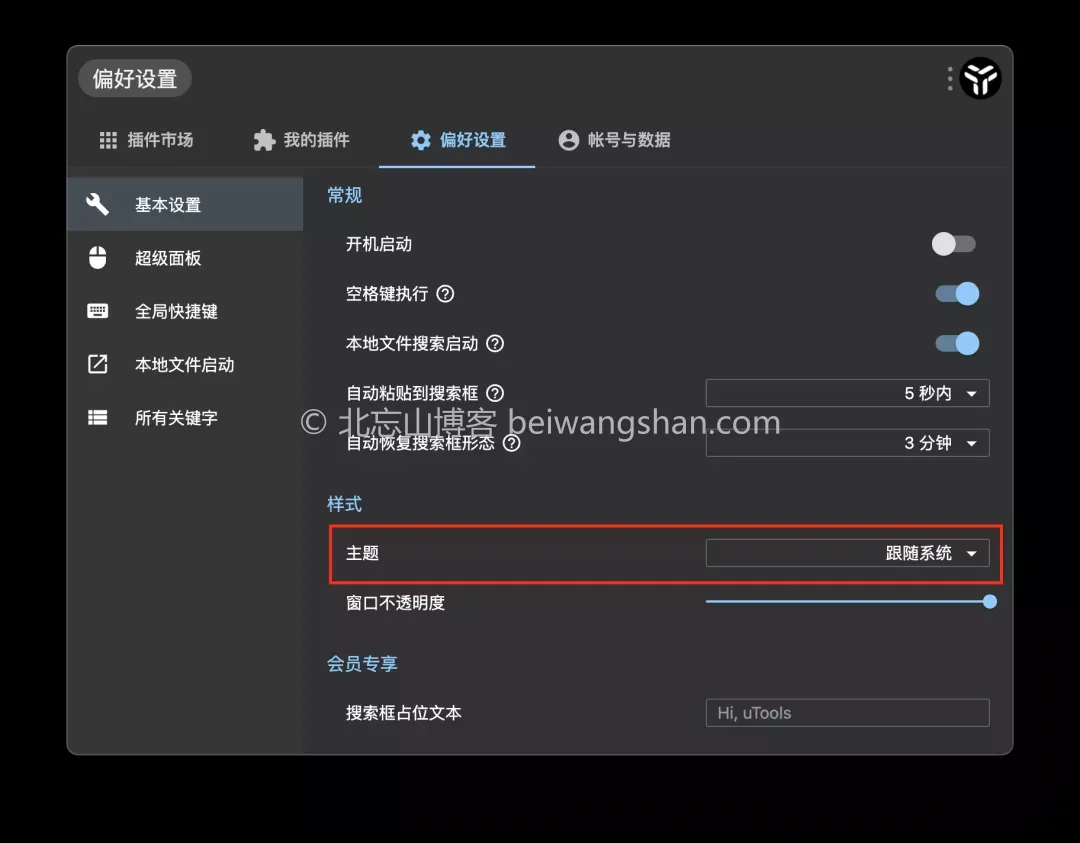 偏好设置
插件市场 我的插件 偏好设置 帐号与数据
基本设置
超级面板
全局快捷键
本地文件启动
所有关键字
常规
开机启动
空格键执行
本地文件搜索启动
自动粘贴到搜索框 5 秒内
© 北忘山博客 beiwangshan.com
自动恢复搜索框形态 3 分钟
样式
主题 跟随系统
窗口不透明度
会员专享
搜索框占位文本 Hi, uTools